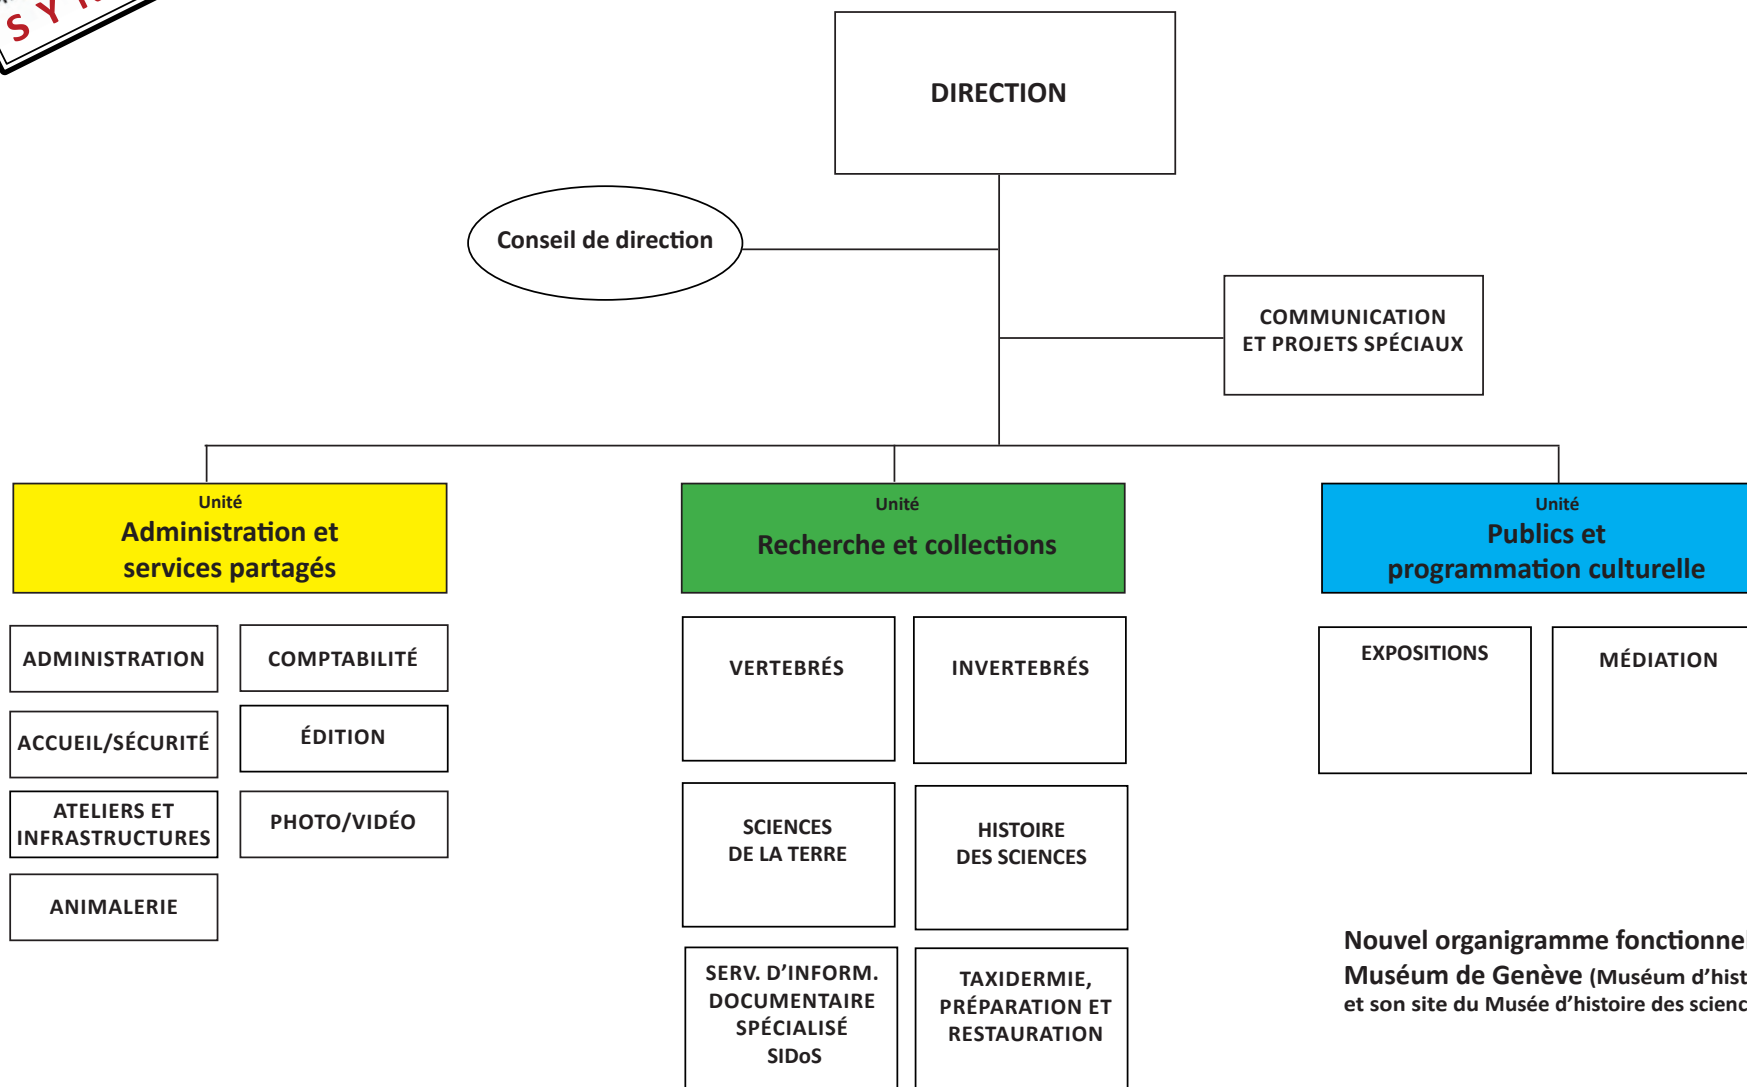 DIRECTION
Conseil de direction
COMMUNICATION
ET PROJETS SPÉCIAUX
Unité
Administration et
services partagés
Unité
Recherche et collections
Unité
Publics et
programmation culturelle
ADMINISTRATION
COMPTABILITÉ
ACCUEIL/SÉCURITÉ
ÉDITION
ATELIERS ET
INFRASTRUCTURES
PHOTO/VIDÉO
ANIMALERIE
VERTEBRÉS
INVERTEBRÉS
SCIENCES
DE LA TERRE
HISTOIRE
DES SCIENCES
SERV. D’INFORM.
DOCUMENTAIRE
SPÉCIALISÉ
SIDoS
TAXIDERMIE,
PRÉPARATION ET
RESTAURATION
EXPOSITIONS
MÉDIATION
Nouvel organigramme fonctionnel
Muséum de Genève (Muséum d’hist
et son site du Musée d’histoire des scienc